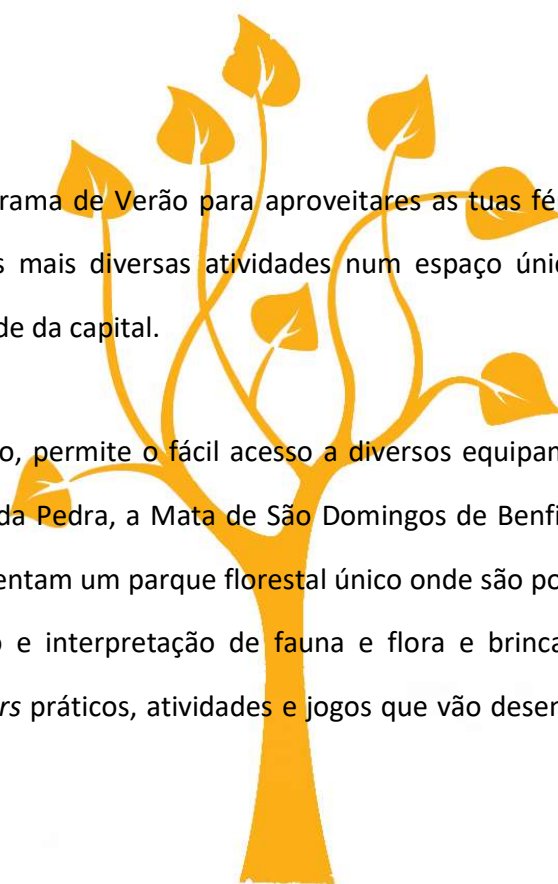 rama de Verão para aproveitares as tuas fé
s mais diversas atividades num espaço únic
de da capital.
o, permite o fácil acesso a diversos equipan
da Pedra, a Mata de São Domingos de Benfi
entam um parque florestal único onde são po
o e interpretação de fauna e flora e brinca
rs práticos, atividades e jogos que vão desen